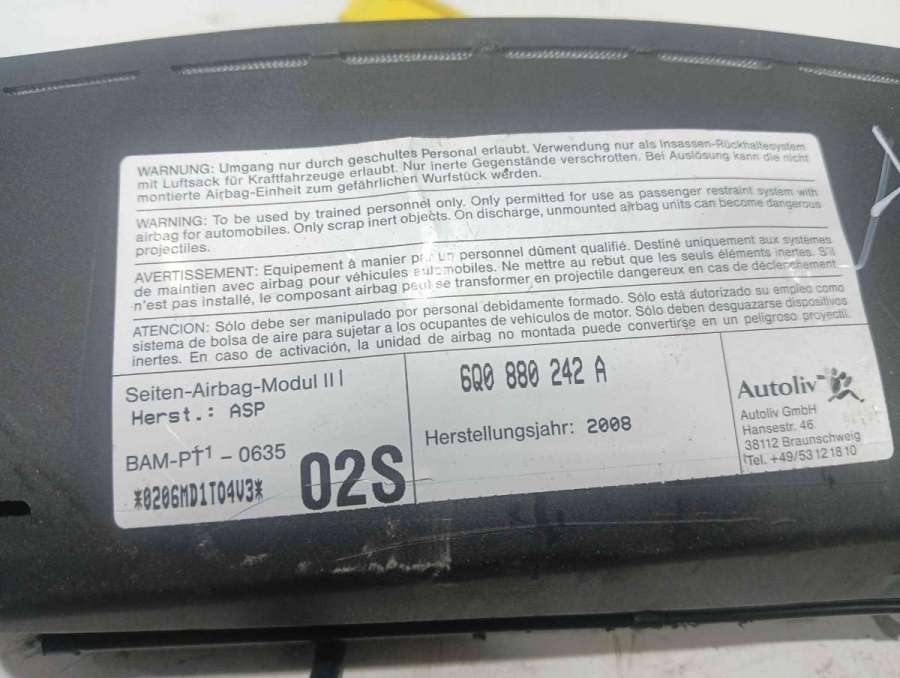 WARNUNG: Umgang nur durch geschultes Personal erlaubt. Verwendung nur als Insassen-Rückhaltesystem
mit Luftsack für Kraftfahrzeuge erlaubt. Nur inerte Gegenstände verschrotten. Bei Auslösung kann die nicht
montierte Airbag-Einheit zum gefährlichen Wurfstück werden.
WARNING: To be used by trained personnel only. Only permitted for use as passenger restraint system with
airbag for automobiles. Only scrap inert objects. On discharge, unmounted airbag units can become dangerous
projectiles.
AVERTISSEMENT: Equipement à manier par un personnel dûment qualifié. Destiné uniquement aux systèmes
de maintien avec airbag pour véhicules automobiles. Ne mettre au rebut que les seuls éléments inertes. S'il
n'est pas installé, le composant airbag peut se transformer en projectile dangereux en cas de déclenchement.
ATENCION: Sólo debe ser manipulado por personal debidamente formado. Sólo está autorizado su empleo como
sistema de bolsa de aire para sujetar a los ocupantes de vehículos de motor. Sólo deben desguazarse dispositivos
inertes. En caso de activación, la unidad de airbag no montada puede convertirse en un peligroso proyectil.
Seiten-Airbag-Modul III
Herst.: ASP
BAM-PT1 - 0635
*0206MD1T04V3*
02S
6Q0 880 242 A
Herstellungsjahr: 2008
Autoliv
Autoliv GmbH
Hansestr. 46
38112 Braunschweig
Tel. +49/5312 18 10